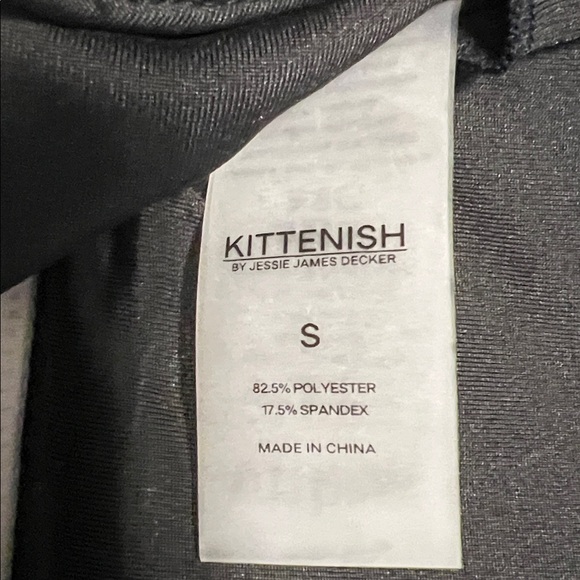 KITTENISH
BY JESSIE JAMES DECKER
S
82.5% POLYESTER
17.5% SPANDEX
MADE IN CHINA